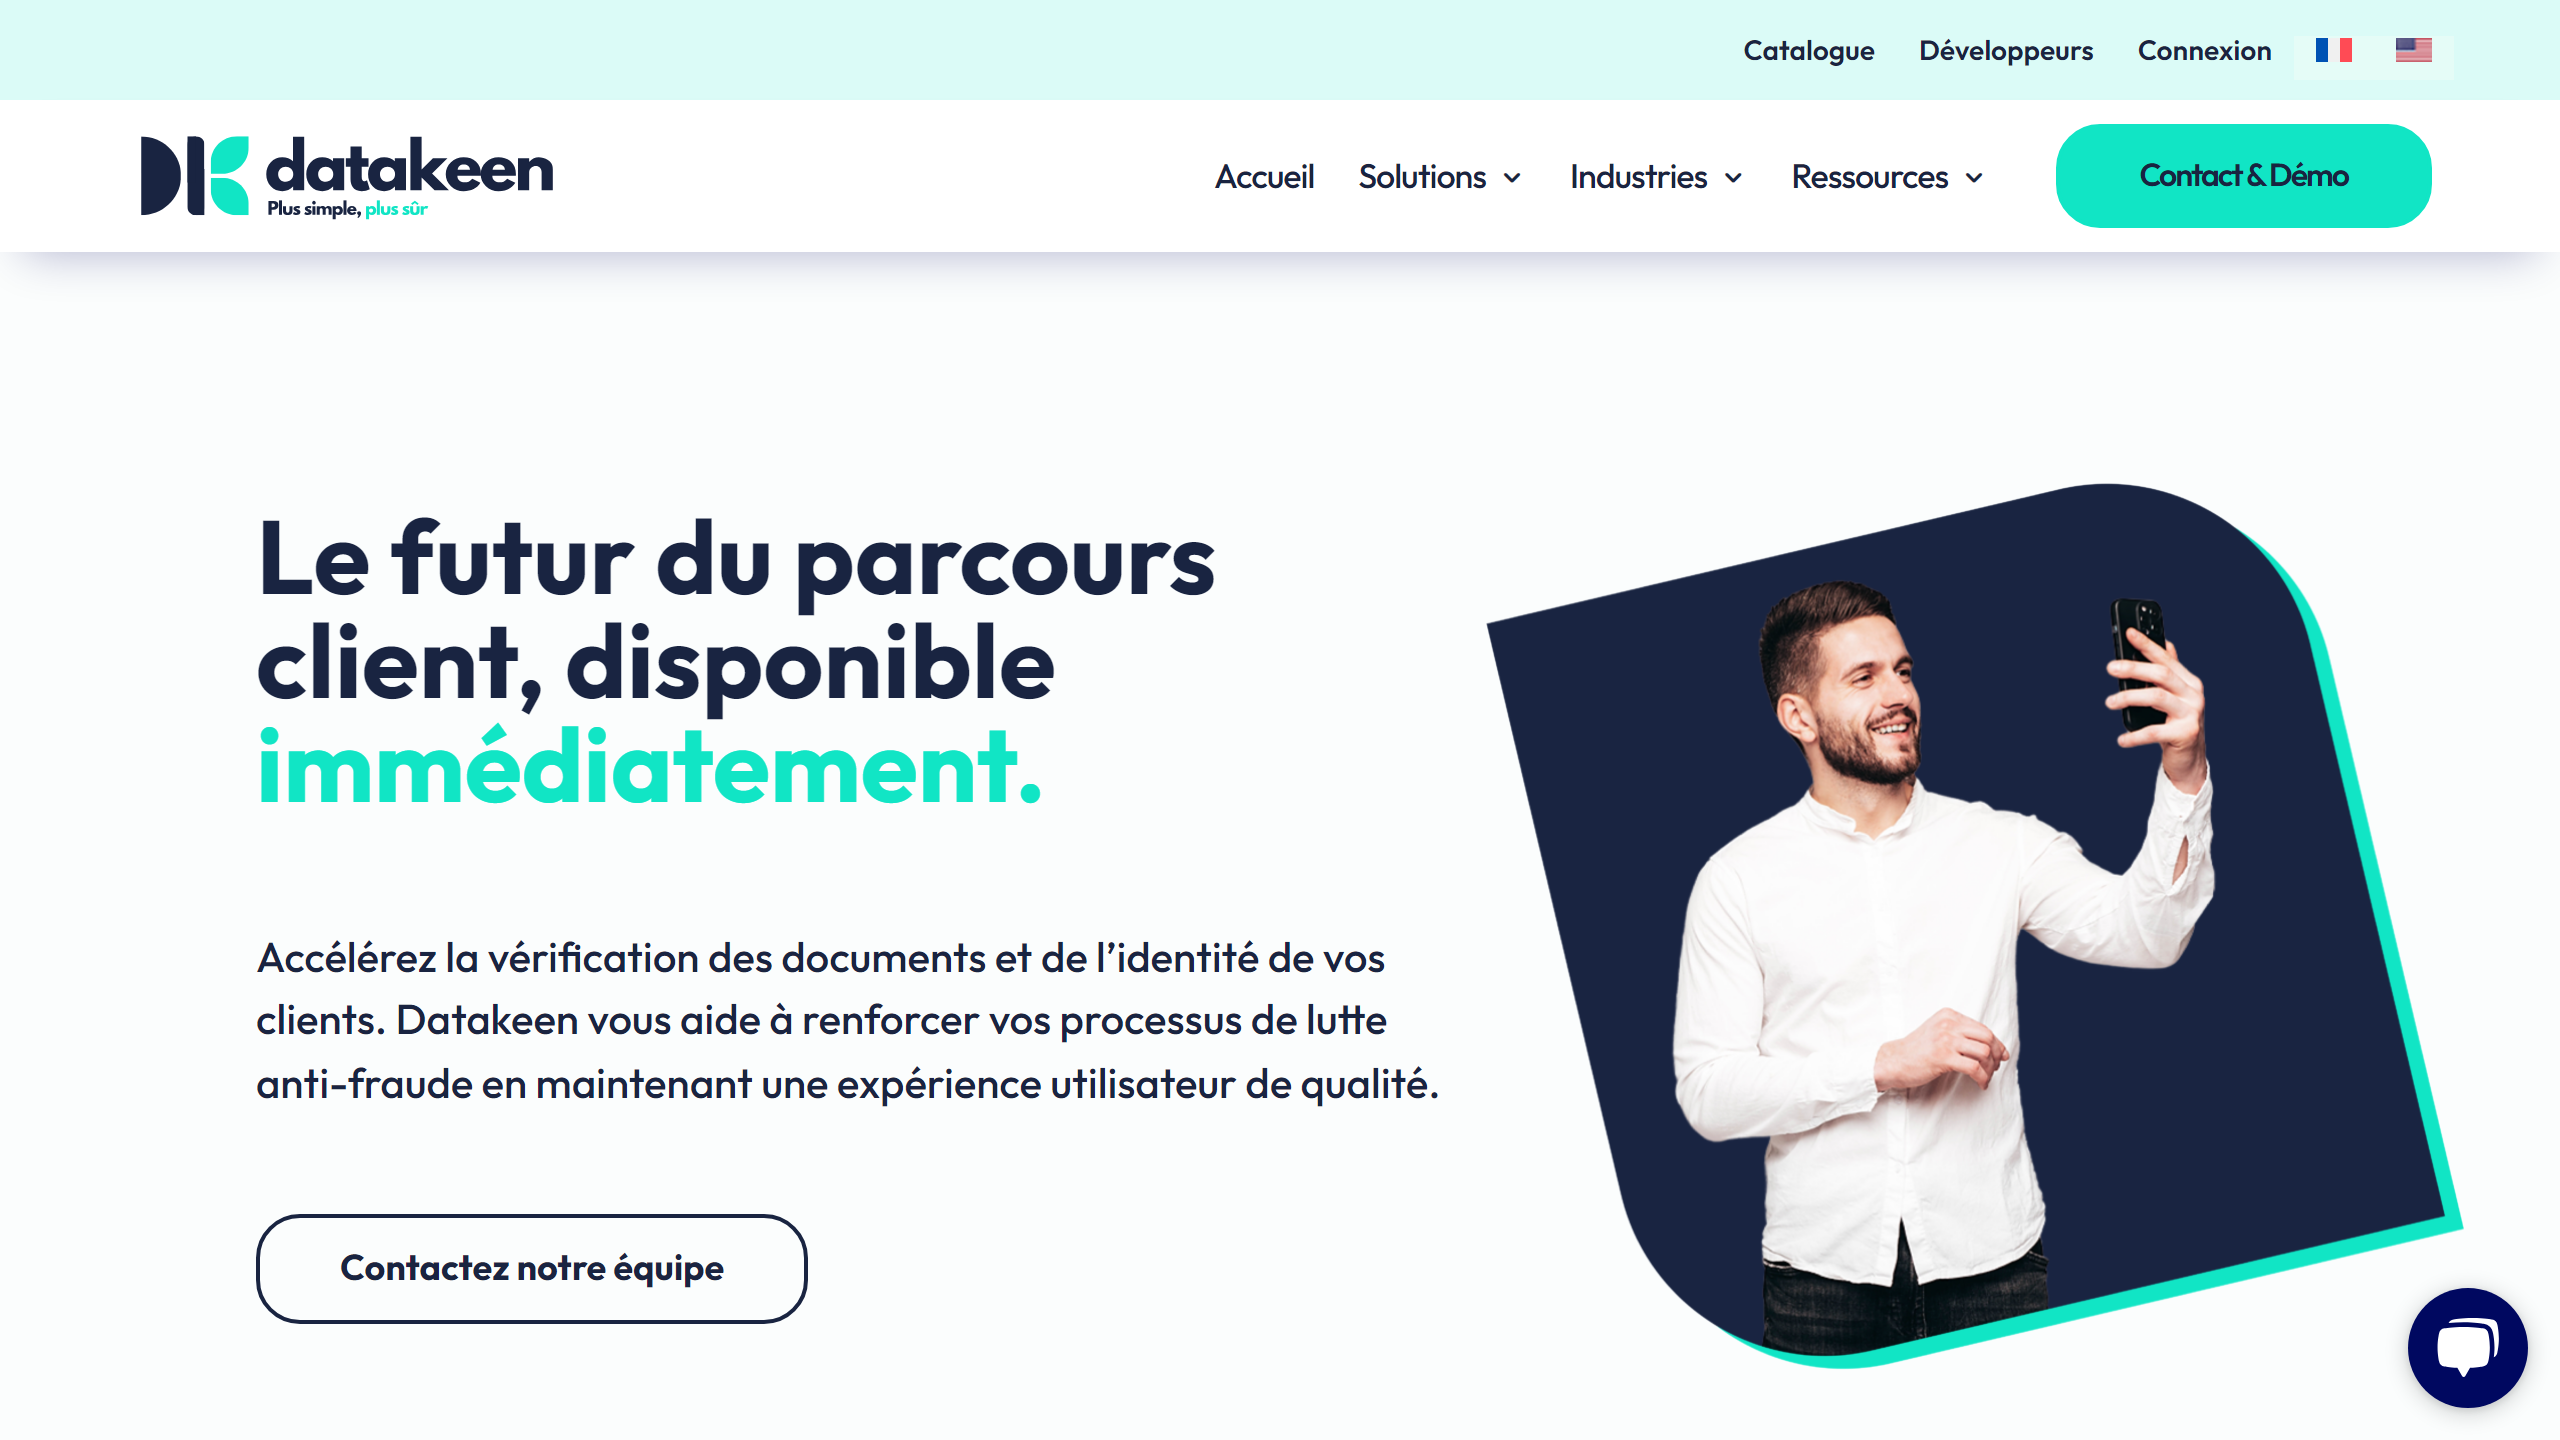 Catalogue Développeurs Connexion
datakeen
Plus simple, plus sûr
Accueil Solutions Industries Ressources Contact & Démo
Le futur du parcours
client, disponible
immédiatement.
Accélérez la vérification des documents et de l’identité de vos
clients. Datakeen vous aide à renforcer vos processus de lutte
anti-fraude en maintenant une expérience utilisateur de qualité.
Contactez notre équipe